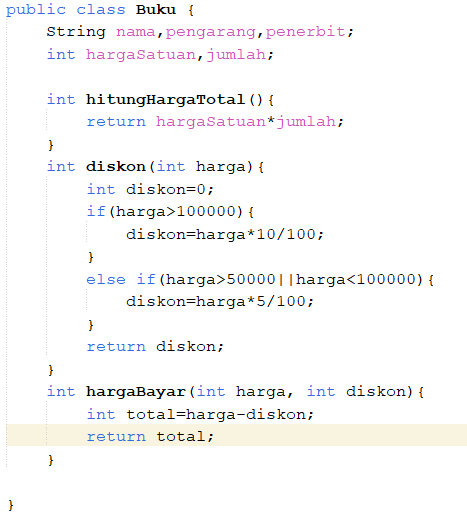 public class Buku {
    String nama,pengarang,penerbit;
    int hargaSatuan,jumlah;
    int hitungHargaTotal(){
        return hargaSatuan*jumlah;
    }
    int diskon(int harga){
        int diskon=0;
        if(harga>100000){
            diskon=harga*10/100;
        }
        else if(harga>50000||harga<100000){
            diskon=harga*5/100;
        }
        return diskon;
    }
    int hargaBayar(int harga, int diskon){
        int total=harga-diskon;
        return total;
    }
}